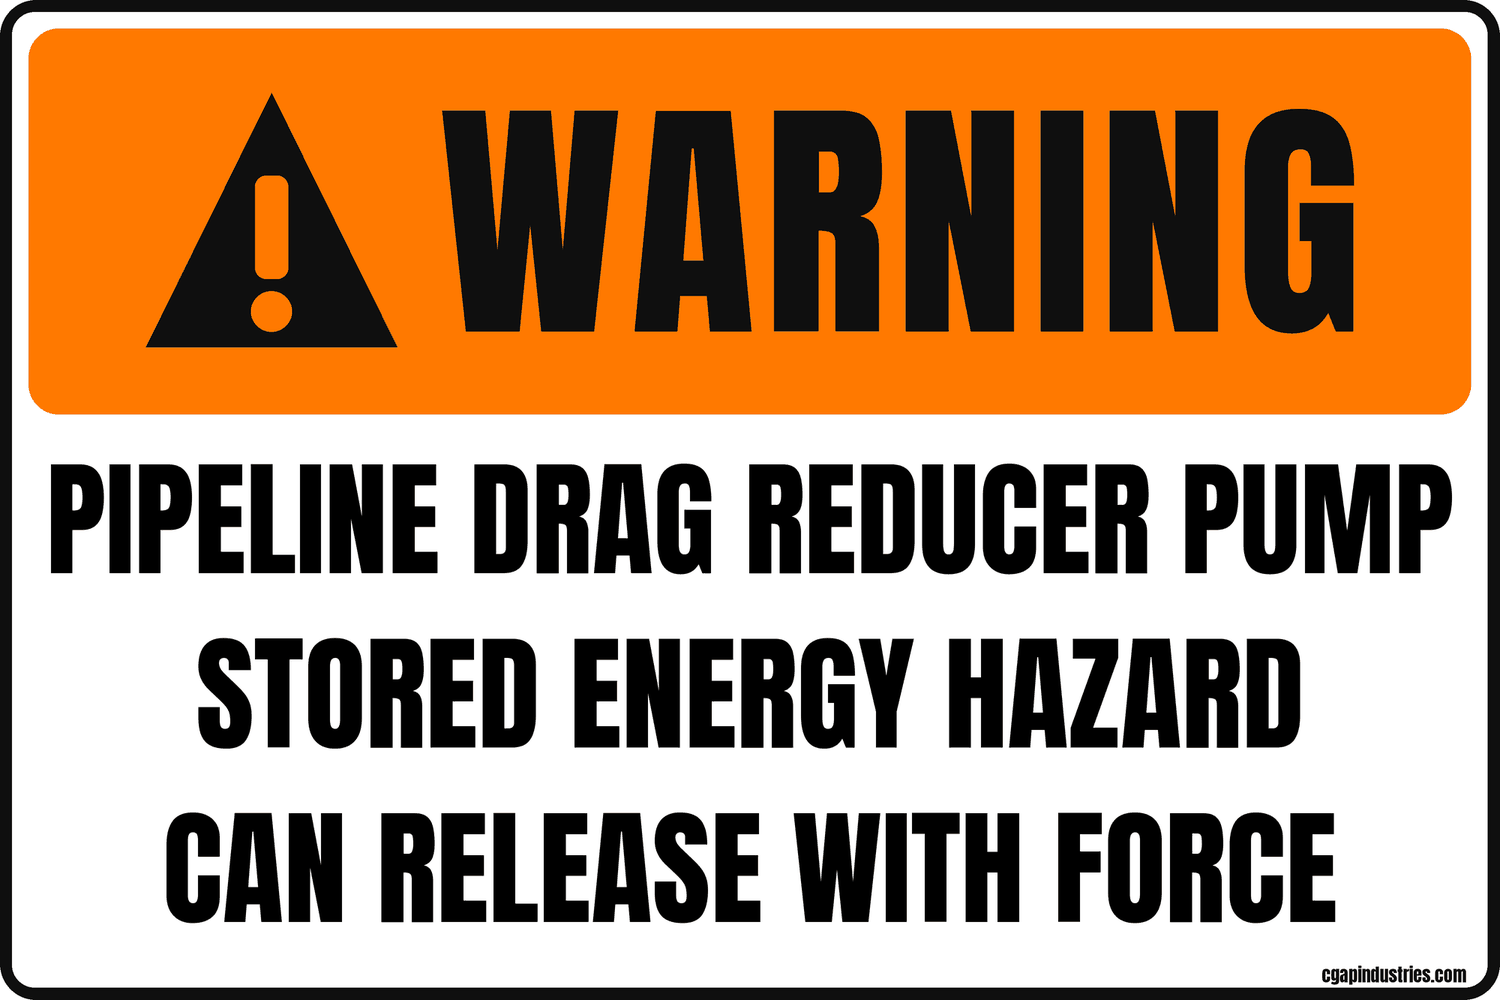 WARNING
PIPELINE DRAG REDUCER PUMP
STORED ENERGY HAZARD
CAN RELEASE WITH FORCE
cgapindustries.com